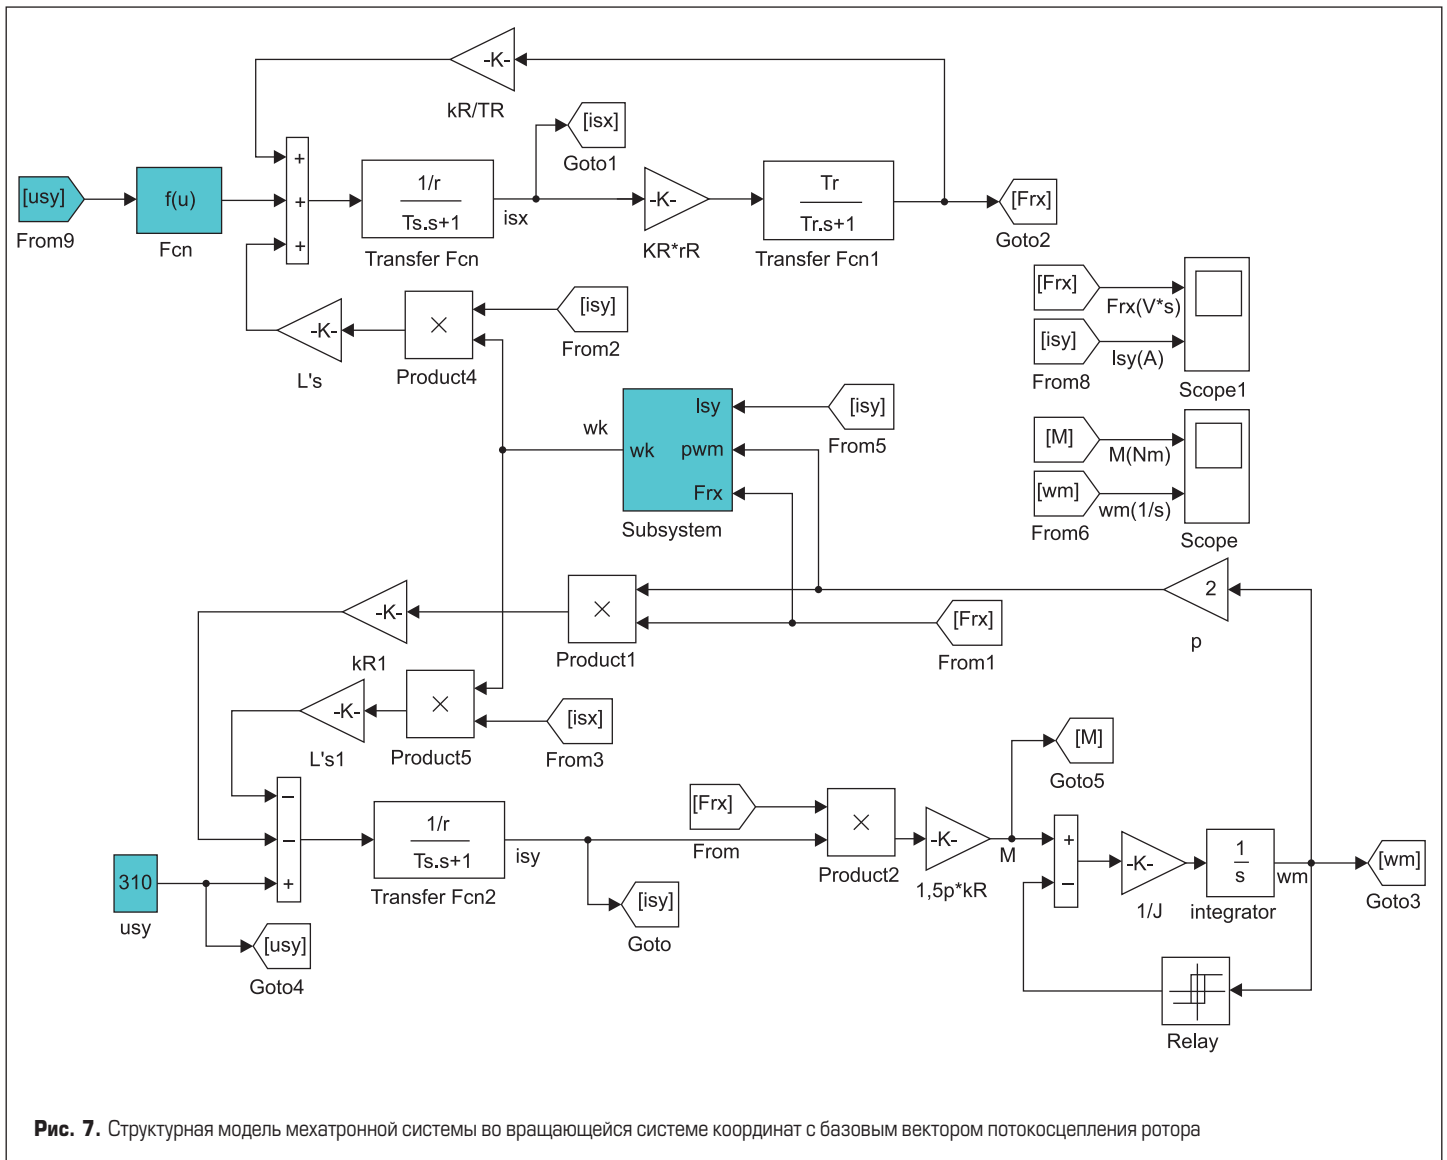 -K-
kR/TR
[isx]
Goto1
[usy]
From9
f(u)
Fcn
+
+
+
1/r
Ts.s+1
Transfer Fcn
isx
-K-
KR*rR
Tr
Tr.s+1
Transfer Fcn1
[Frx]
Goto2
-K-
L's
×
Product4
[isy]
From2
[Frx]
Frx(V*s)
[isy]
Isy(A)
From8
Scope1
wk
Isy
wk
pwm
Frx
Subsystem
[isy]
From5
[M]
M(Nm)
[wm]
wm(1/s)
From6
Scope
-K-
kR1
×
Product1
[Frx]
From1
2
p
-K-
L's1
×
Product5
[isx]
From3
[M]
Goto5
310
usy
[usy]
Goto4
−
−
+
1/r
Ts.s+1
Transfer Fcn2
isy
[isy]
Goto
[Frx]
From
×
Product2
-K-
1,5p*kR
M
+
−
-K-
1/J
1
s
integrator
wm
[wm]
Goto3
Relay
Рис. 7. Структурная модель мехатронной системы во вращающейся системе координат с базовым вектором потокосцепления ротора